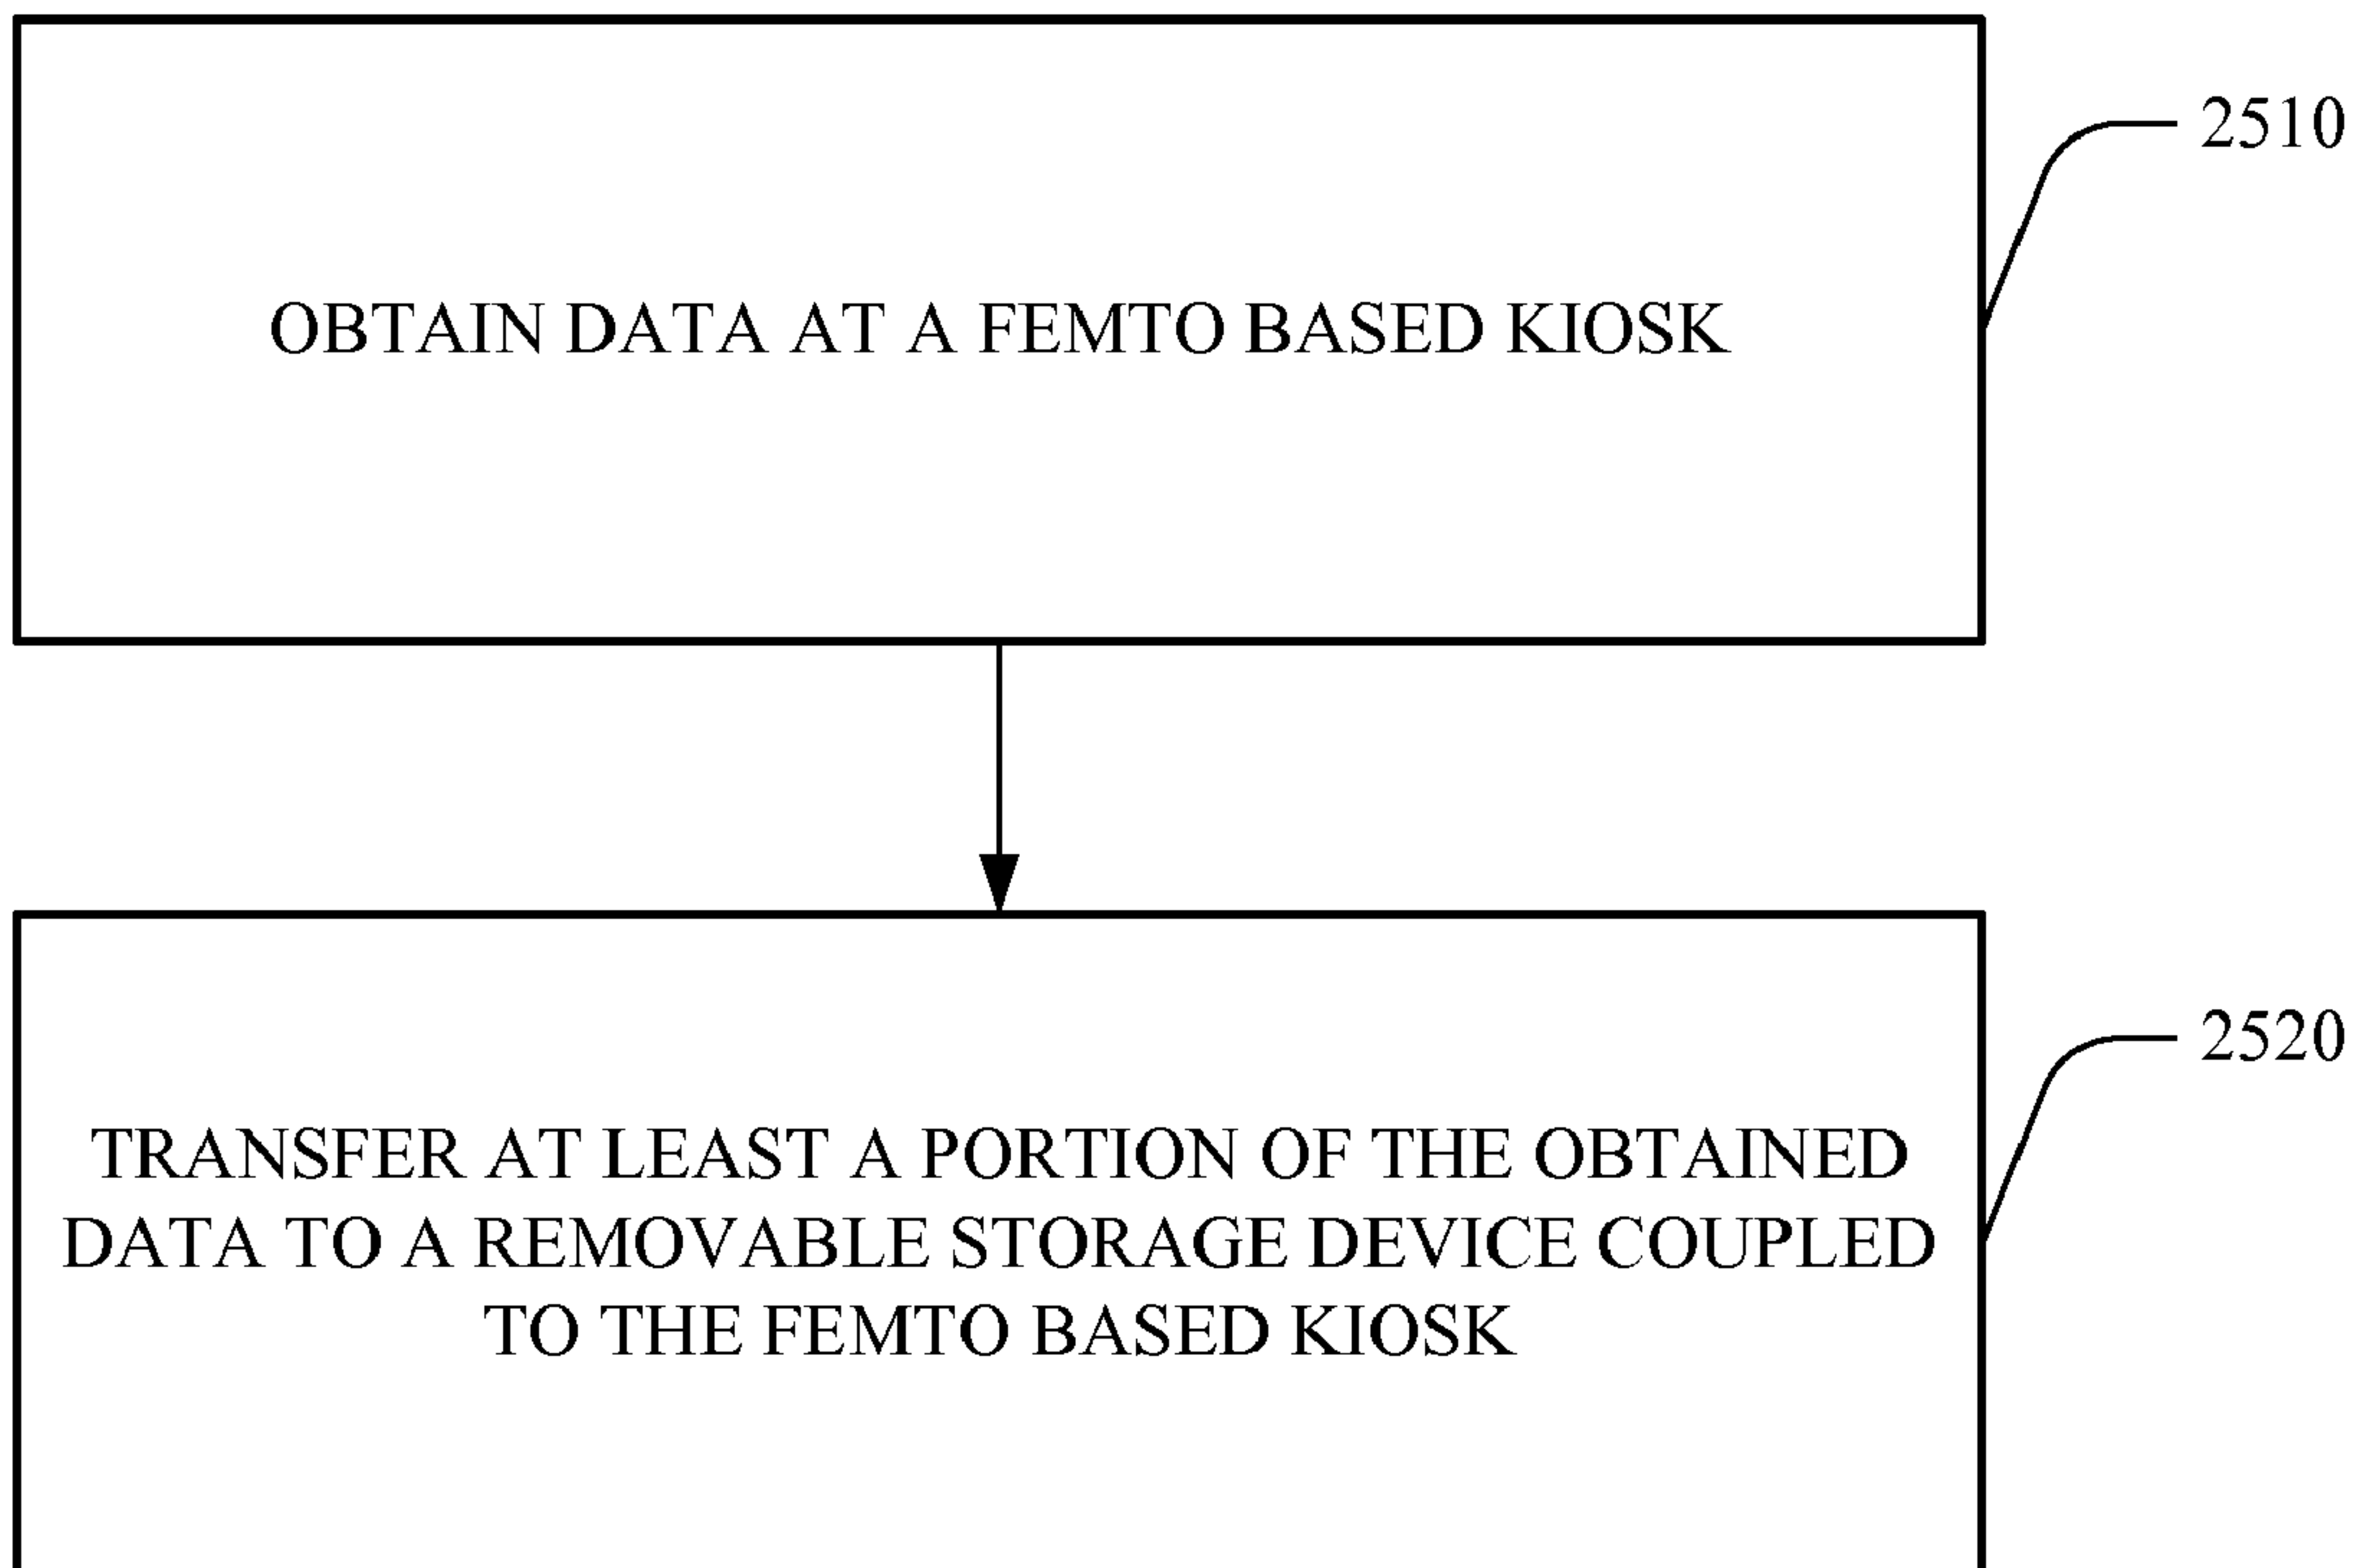 2510
OBTAIN DATA AT A FEMTO BASED KIOSK
2520
TRANSFER AT LEAST A PORTION OF THE OBTAINED
DATA TO A REMOVABLE STORAGE DEVICE COUPLED
TO THE FEMTO BASED KIOSK